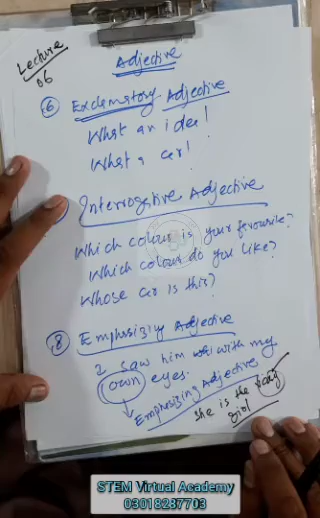 Lecture
06
Adjective
6 Exclamatory Adjective
What an idea!
What a car!
Interrogative Adjective
Which colour is your favourite?
Which colour do you like?
Whose car is this?
8 Emphasizing Adjective
I saw him with my
own eyes.
Emphasizing Adjective
She is the
girl
STEM Virtual Academy
03018287703